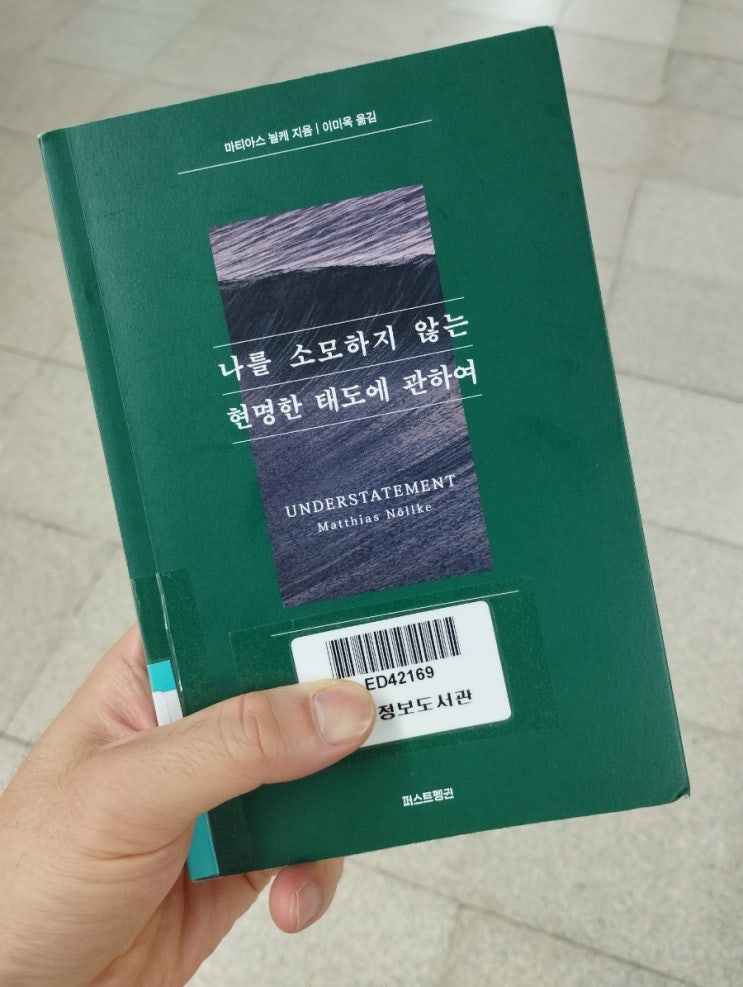 마티아스 뇔케 지음 | 이미옥 옮김
나를 소모하지 않는
현명한 태도에 관하여
UNDERSTATEMENT
Matthias Nöllke
ED42169
정보도서관
퍼스트펭귄